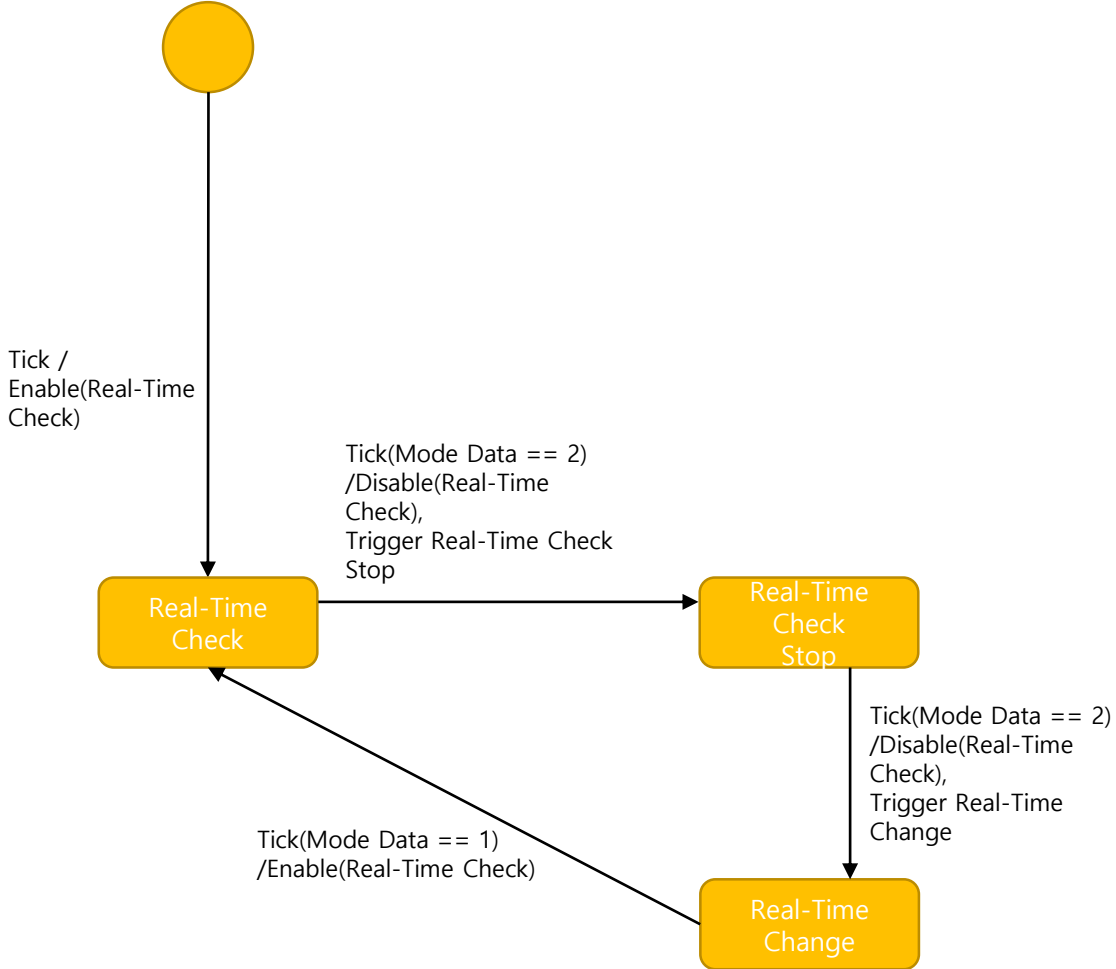 Tick /
Enable(Real-Time
Check)
Tick(Mode Data == 2)
/Disable(Real-Time
Check),
Trigger Real-Time Check
Stop
Real-Time
Check
Real-Time
Check
Stop
Tick(Mode Data == 2)
/Disable(Real-Time
Check),
Trigger Real-Time
Change
Tick(Mode Data == 1)
/Enable(Real-Time Check)
Real-Time
Change